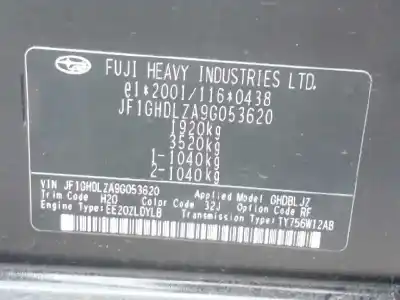 FUJI HEAVY INDUSTRIES LTD.
e1*2001/116*0438
JF1GHDLZA9G053620
1920kg
3520kg
1-1040kg
2-1040kg
VIN JF1GHDLZA9G053620 Applied Model GHDBLJZ
Trim Code H20 Color Code 32J Option Code RF
Engine Type:EE20ZLDYLB Transmission Type:TY756W12AB